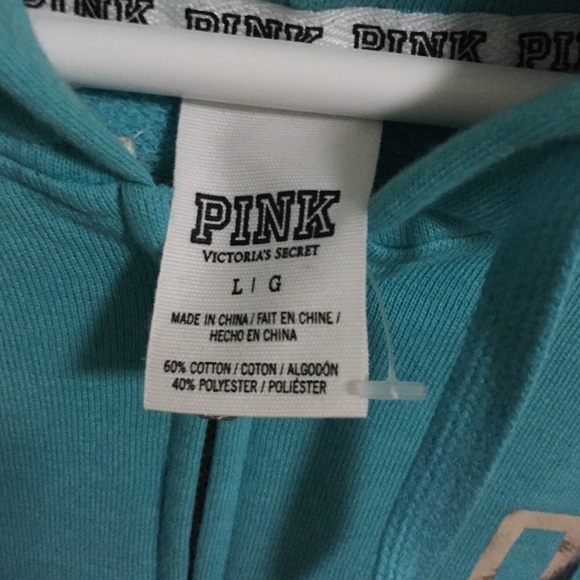 PINK PINK PINK PI
PINK
VICTORIA'S SECRET
L | G
MADE IN CHINA / FAIT EN CHINE /
HECHO EN CHINA
60% COTTON / COTON / ALGODÓN
40% POLYESTER / POLIÉSTER